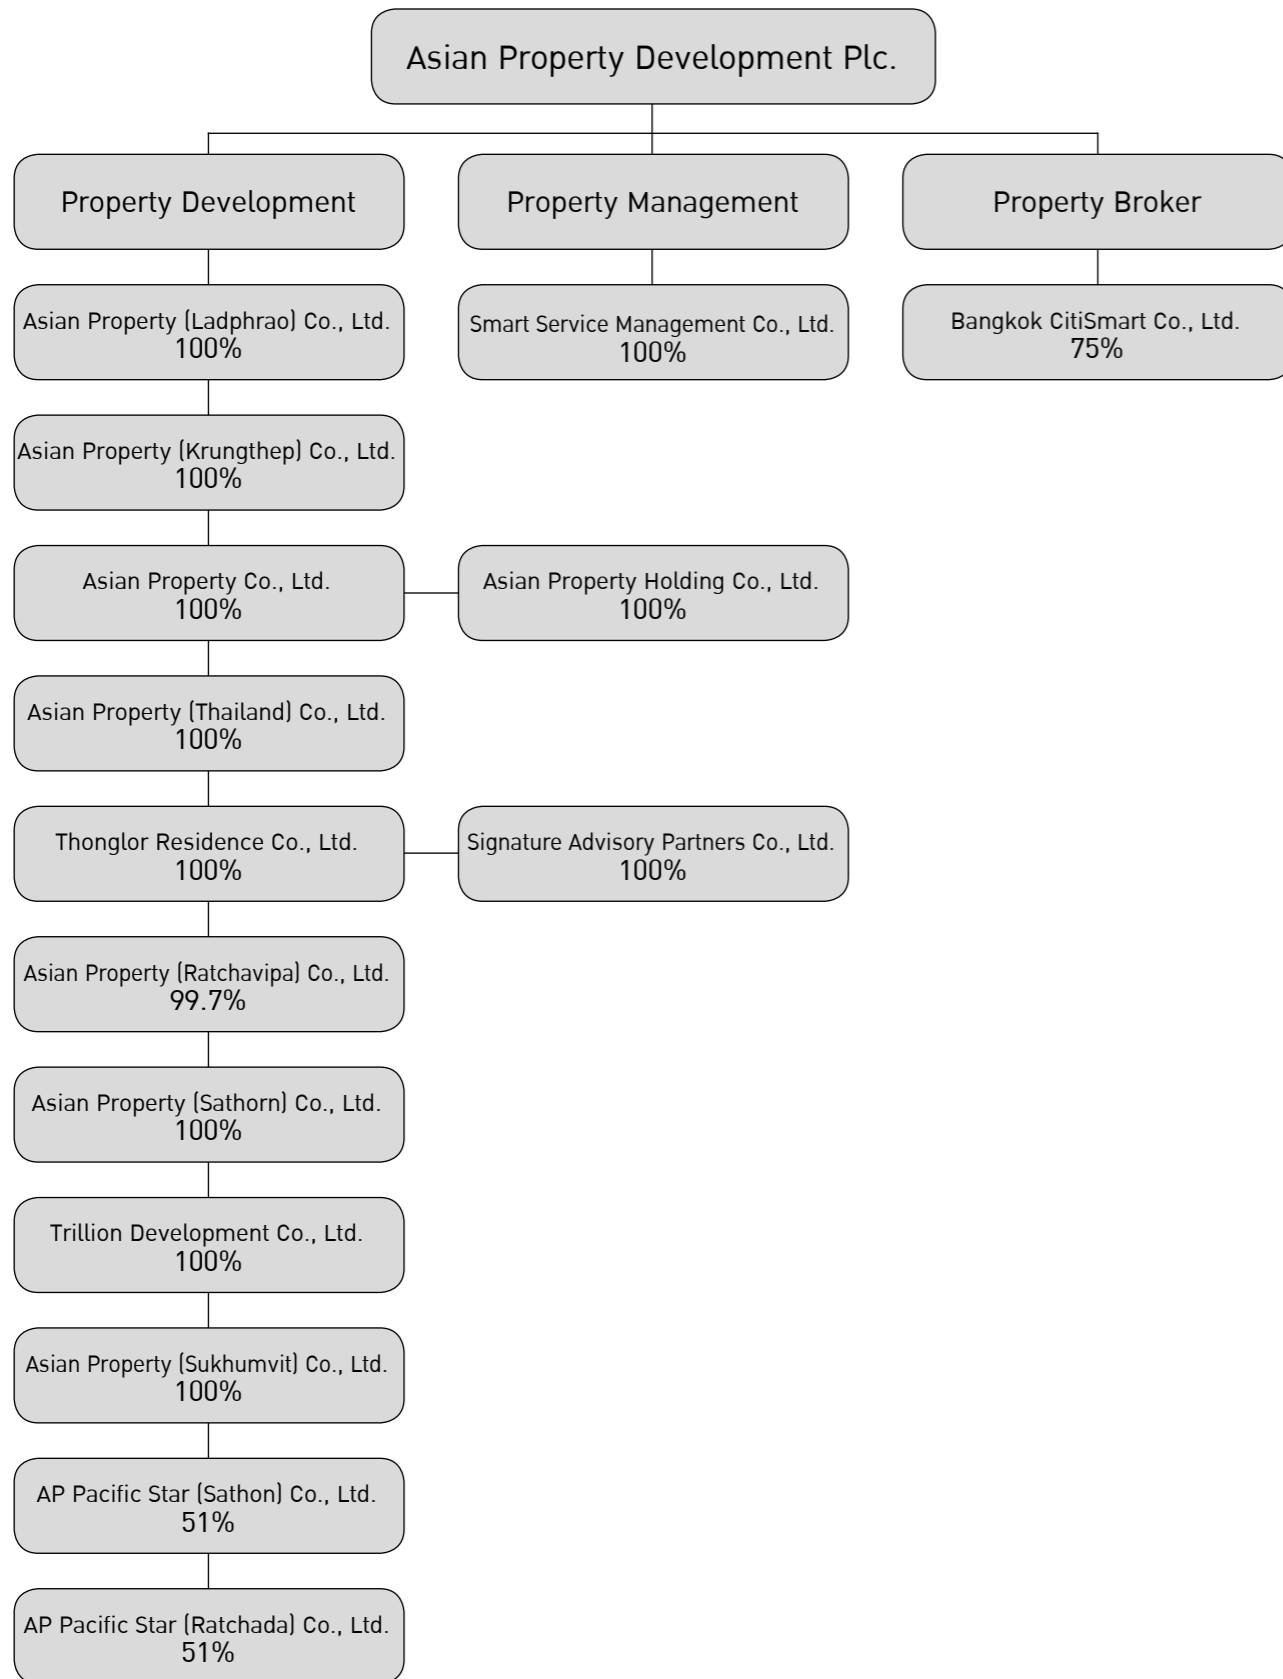 Asian Property Development Plc.
Property Development
Property Management
Property Broker
Asian Property (Ladphrao) Co., Ltd.
100%
Smart Service Management Co., Ltd.
100%
Bangkok CitiSmart Co., Ltd.
75%
Asian Property (Krungthep) Co., Ltd.
100%
Asian Property Co., Ltd.
100%
Asian Property Holding Co., Ltd.
100%
Asian Property (Thailand) Co., Ltd.
100%
Thonglor Residence Co., Ltd.
100%
Signature Advisory Partners Co., Ltd.
100%
Asian Property (Ratchavipa) Co., Ltd.
99.7%
Asian Property (Sathorn) Co., Ltd.
100%
Trillion Development Co., Ltd.
100%
Asian Property (Sukhumvit) Co., Ltd.
100%
AP Pacific Star (Sathon) Co., Ltd.
51%
AP Pacific Star (Ratchada) Co., Ltd.
51%